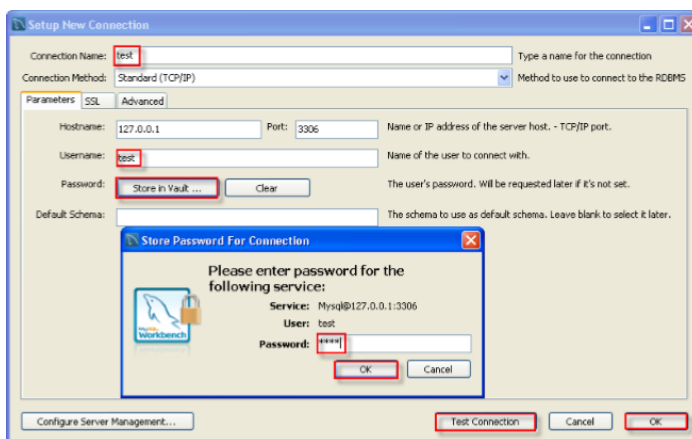 Setup New Connection
Connection Name: test Type a name for the connection
Connection Method: Standard (TCP/IP) Method to use to connect to the RDBMS
Parameters SSL Advanced
Hostname: 127.0.0.1 Port: 3306 Name or IP address of the server host. - TCP/IP port.
Username: test Name of the user to connect with.
Password: Store in Vault ... Clear The user's password. Will be requested later if it's not set.
Default Schema: The schema to use as default schema. Leave blank to select it later.
Store Password For Connection
Please enter password for the
following service:
Service: Mysql@127.0.0.1:3306
User: test
Password: ****
MySQL
Workbench
OK Cancel
Configure Server Management... Test Connection Cancel OK